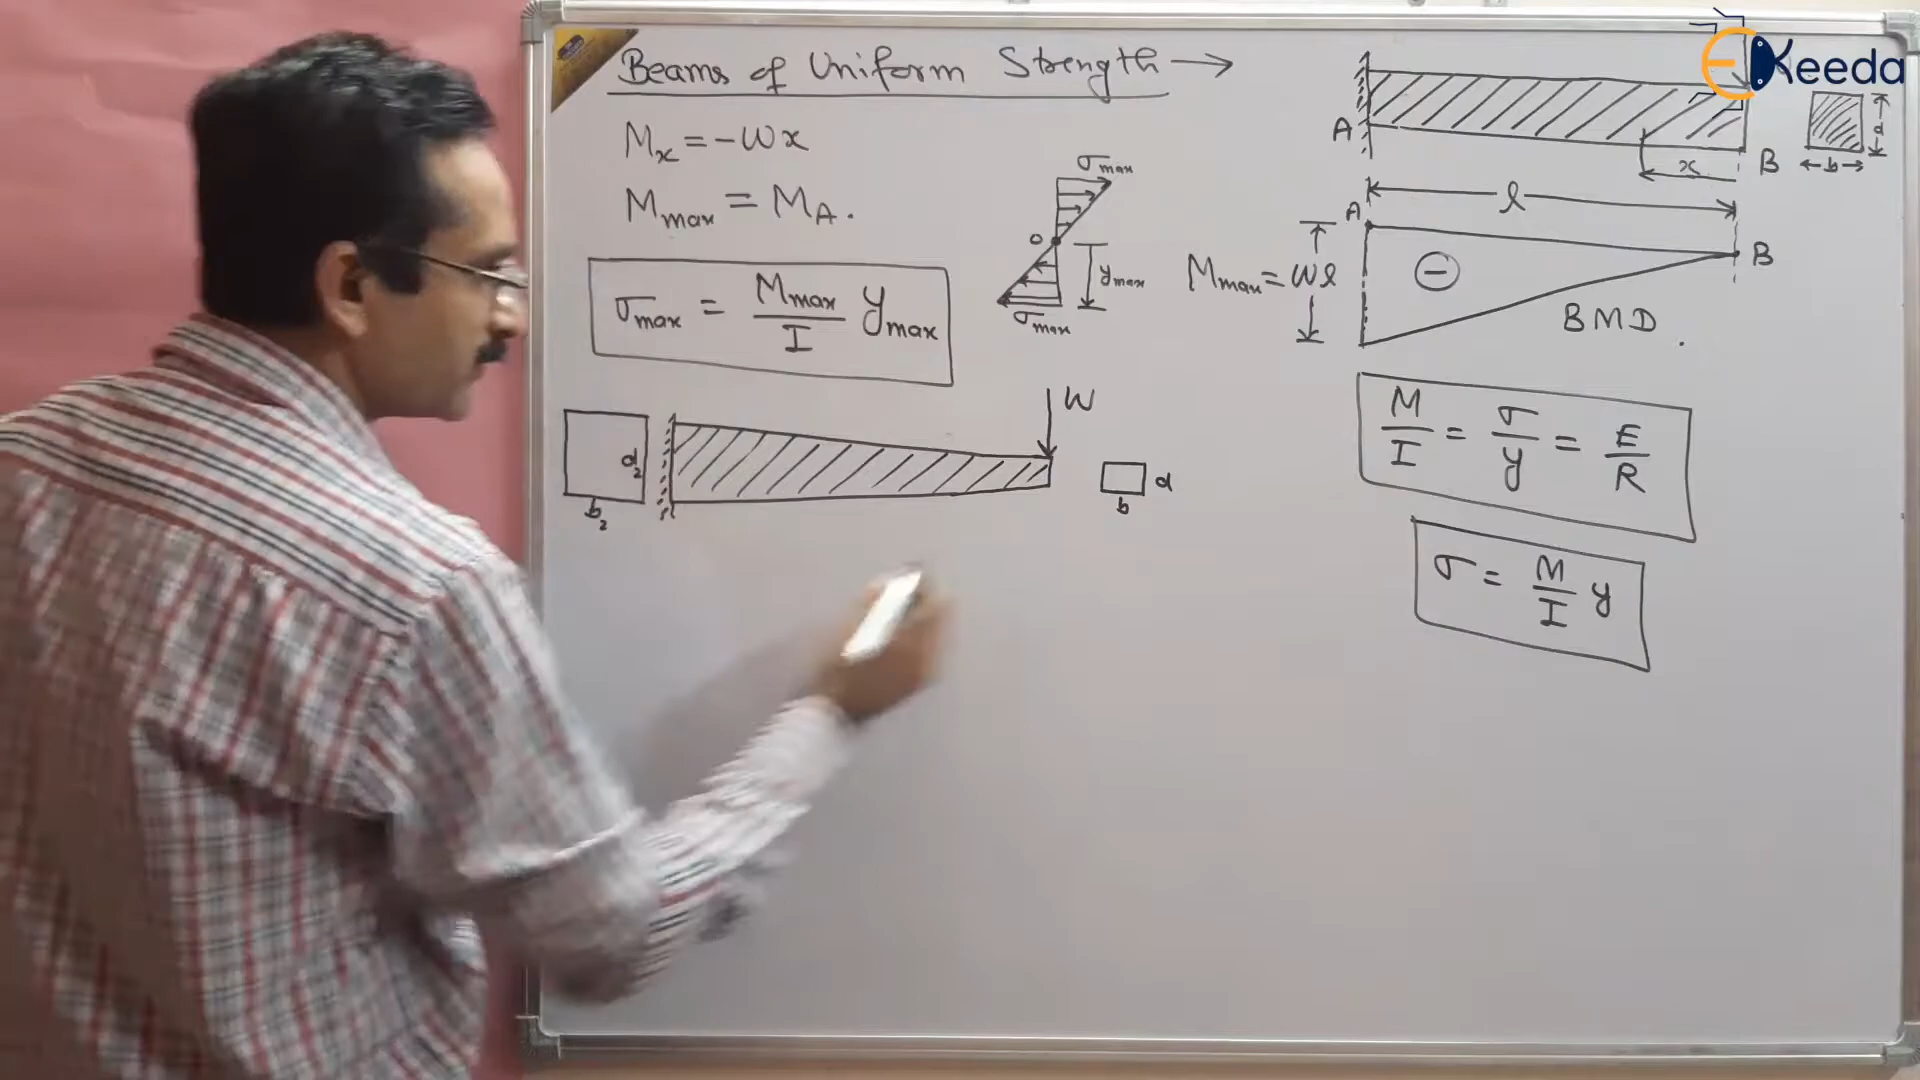 Beams of Uniform Strength →
Mx = -Wx
Mmax = MA.
σmax = Mmax/I ymax
σmax
o
ymax
σmax
EKeeda
A
B
x
d
b
l
A
B
Mmax = Wl
⊖
BMD.
M/I = σ/y = E/R
σ = M/I y
W
d2
b2
d
b